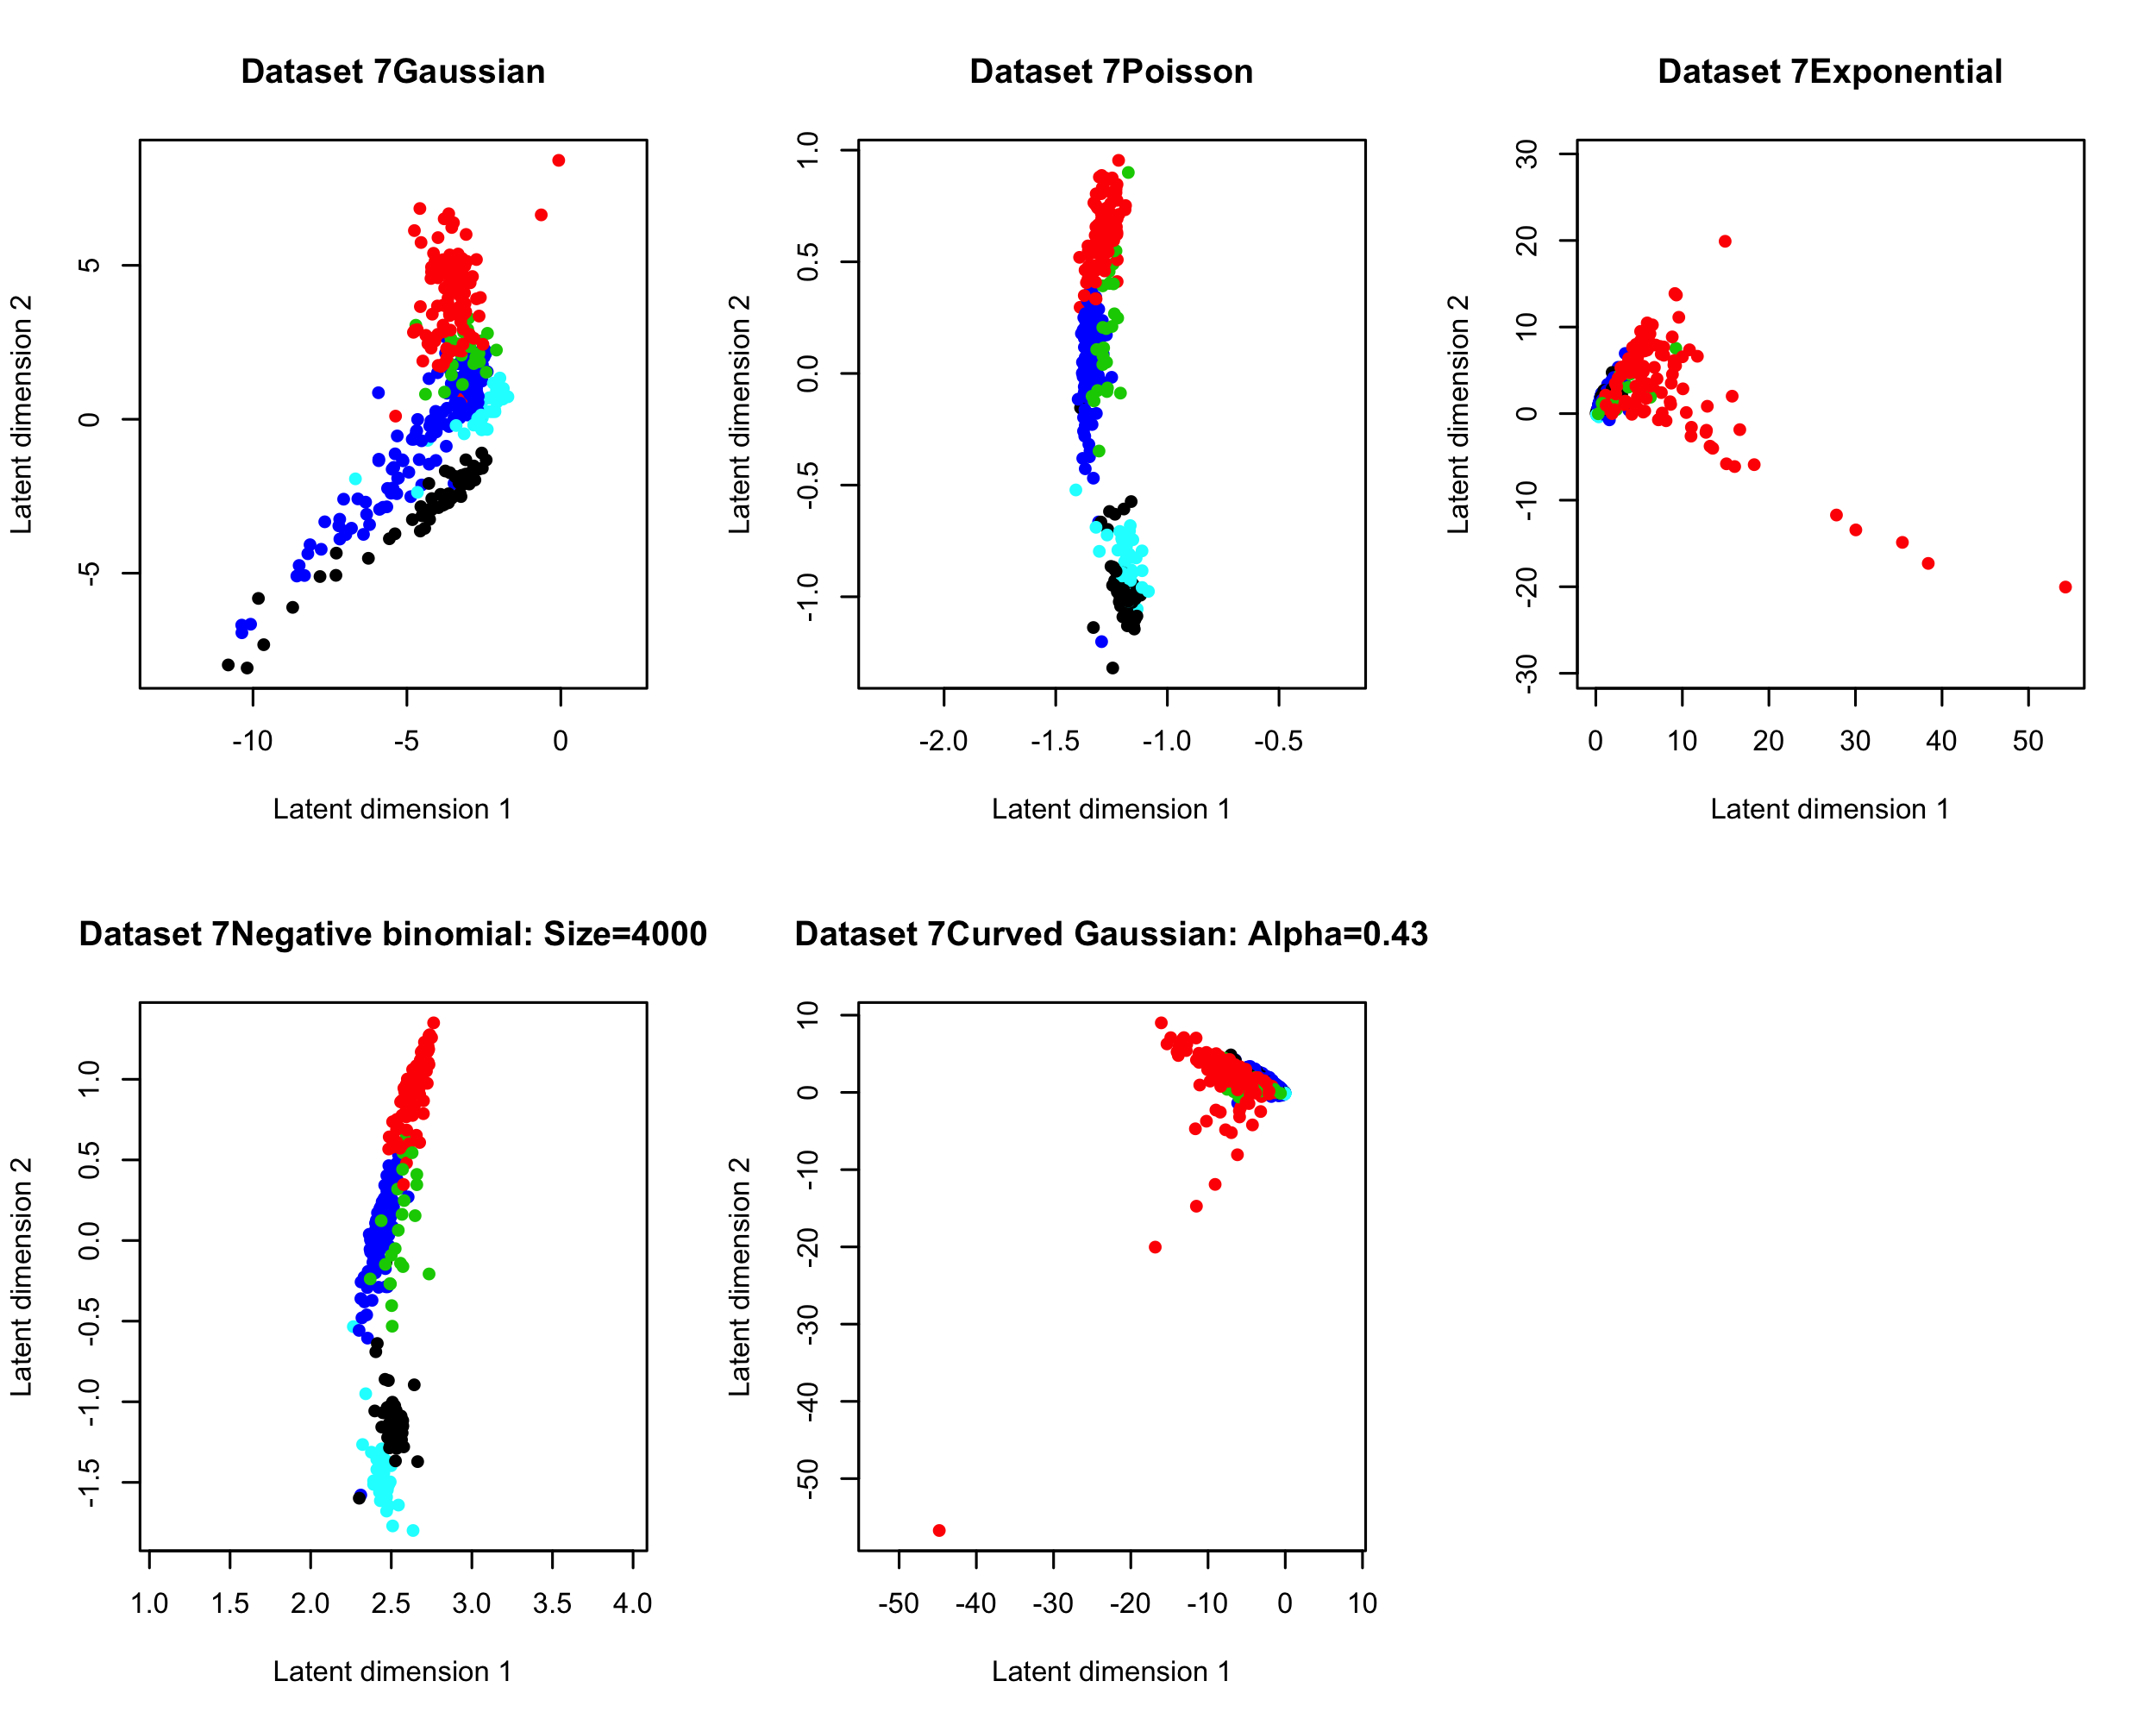 Dataset 7Gaussian
Latent dimension 2
5
0
-5
-10 -5 0
Latent dimension 1
Dataset 7Poisson
Latent dimension 2
1.0
0.5
0.0
-0.5
-1.0
-2.0 -1.5 -1.0 -0.5
Latent dimension 1
Dataset 7Exponential
Latent dimension 2
30
20
10
0
-10
-20
-30
0 10 20 30 40 50
Latent dimension 1
Dataset 7Negative binomial: Size=4000
Latent dimension 2
1.0
0.5
0.0
-0.5
-1.0
-1.5
1.0 1.5 2.0 2.5 3.0 3.5 4.0
Latent dimension 1
Dataset 7Curved Gaussian: Alpha=0.43
Latent dimension 2
10
0
-10
-20
-30
-40
-50
-50 -40 -30 -20 -10 0 10
Latent dimension 1